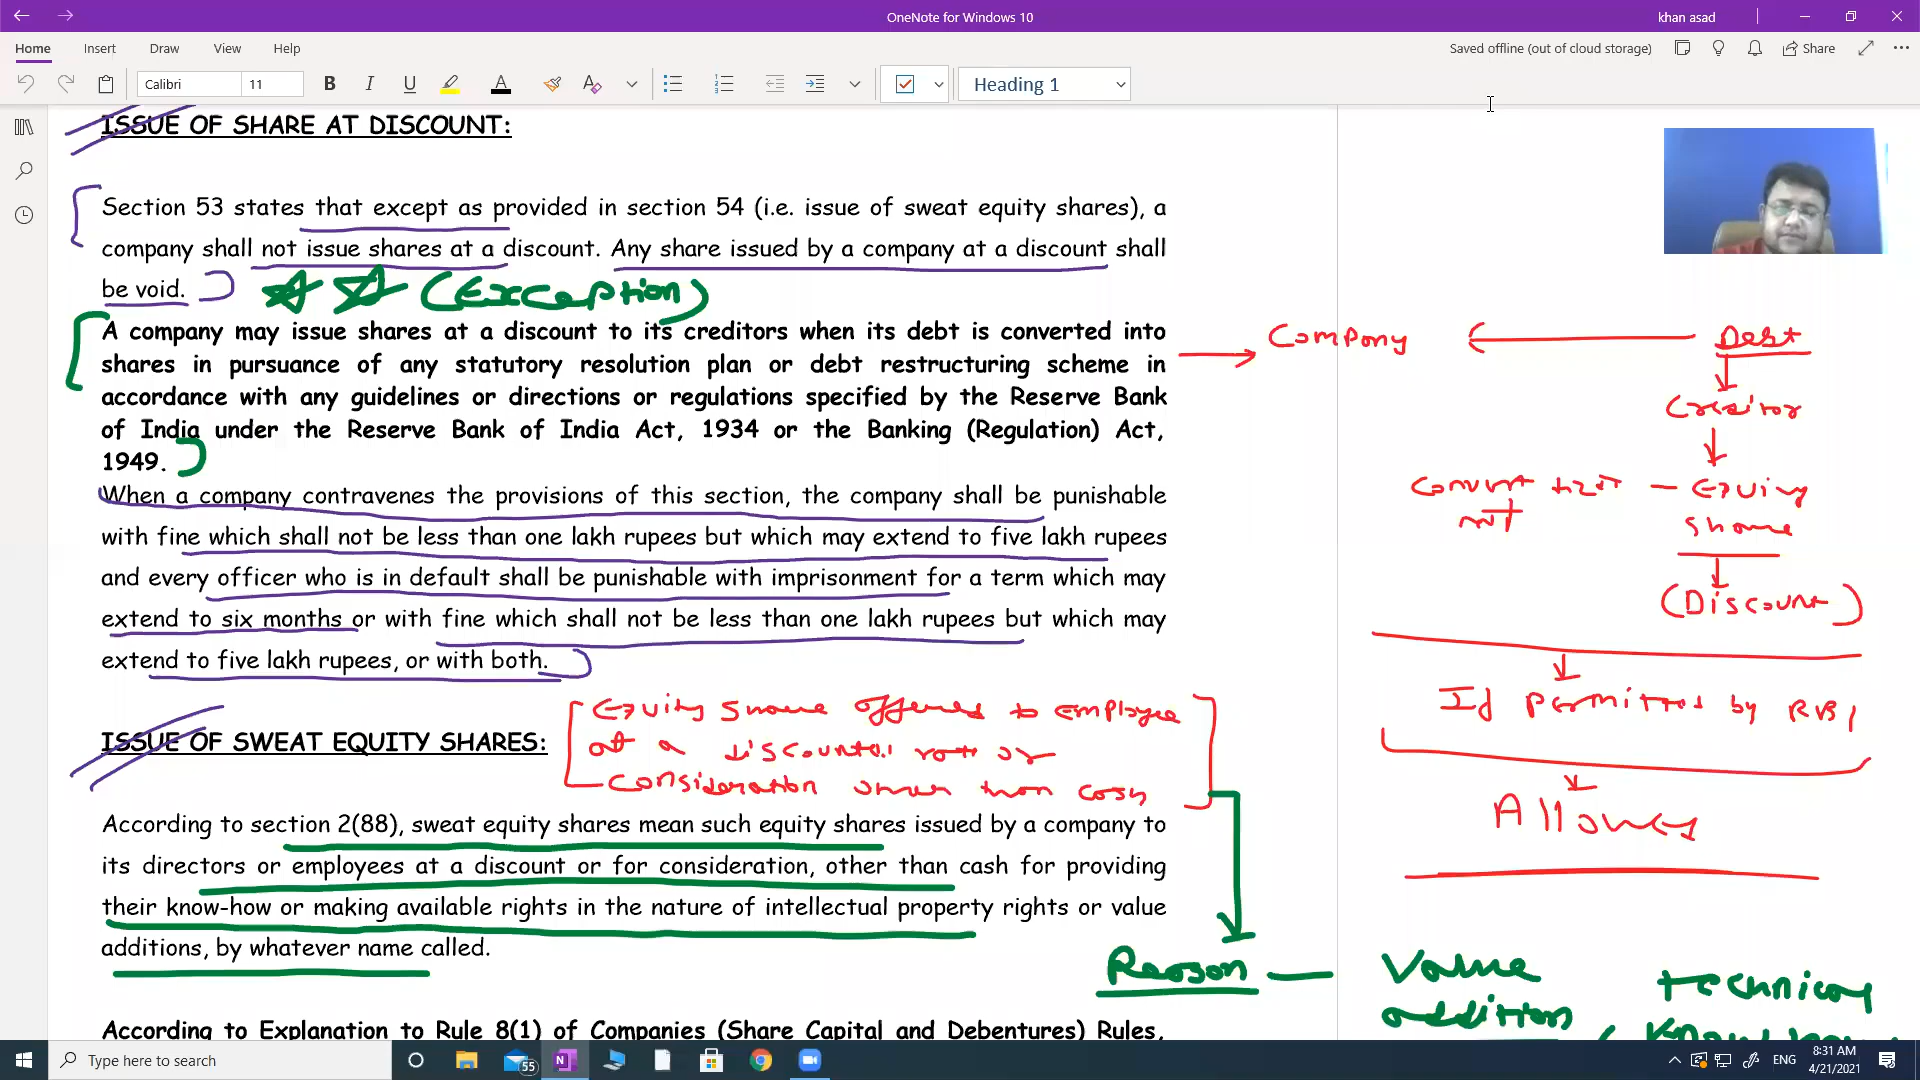 OneNote for Windows 10
khan asad
Home Insert Draw View Help
Saved offline (out of cloud storage)
Share
Calibri 11
B I U A
Heading 1
ISSUE OF SHARE AT DISCOUNT:
Section 53 states that except as provided in section 54 (i.e. issue of sweat equity shares), a
company shall not issue shares at a discount. Any share issued by a company at a discount shall
be void.
(Exception)
A company may issue shares at a discount to its creditors when its debt is converted into
shares in pursuance of any statutory resolution plan or debt restructuring scheme in
accordance with any guidelines or directions or regulations specified by the Reserve Bank
of India under the Reserve Bank of India Act, 1934 or the Banking (Regulation) Act,
1949.
Company
Debt
Creditor
Convert — Equity
Share
(Discount)
If permitted by RBI
Allowed
When a company contravenes the provisions of this section, the company shall be punishable
with fine which shall not be less than one lakh rupees but which may extend to five lakh rupees
and every officer who is in default shall be punishable with imprisonment for a term which may
extend to six months or with fine which shall not be less than one lakh rupees but which may
extend to five lakh rupees, or with both.
ISSUE OF SWEAT EQUITY SHARES:
Equity share offered to employee
at a discounted rate or
consideration other than cash
According to section 2(88), sweat equity shares mean such equity shares issued by a company to
its directors or employees at a discount or for consideration, other than cash for providing
their know-how or making available rights in the nature of intellectual property rights or value
additions, by whatever name called.
Reason —
Value
addition
technical
According to Explanation to Rule 8(1) of Companies (Share Capital and Debentures) Rules,
Type here to search
55
ENG
8:31 AM
4/21/2021